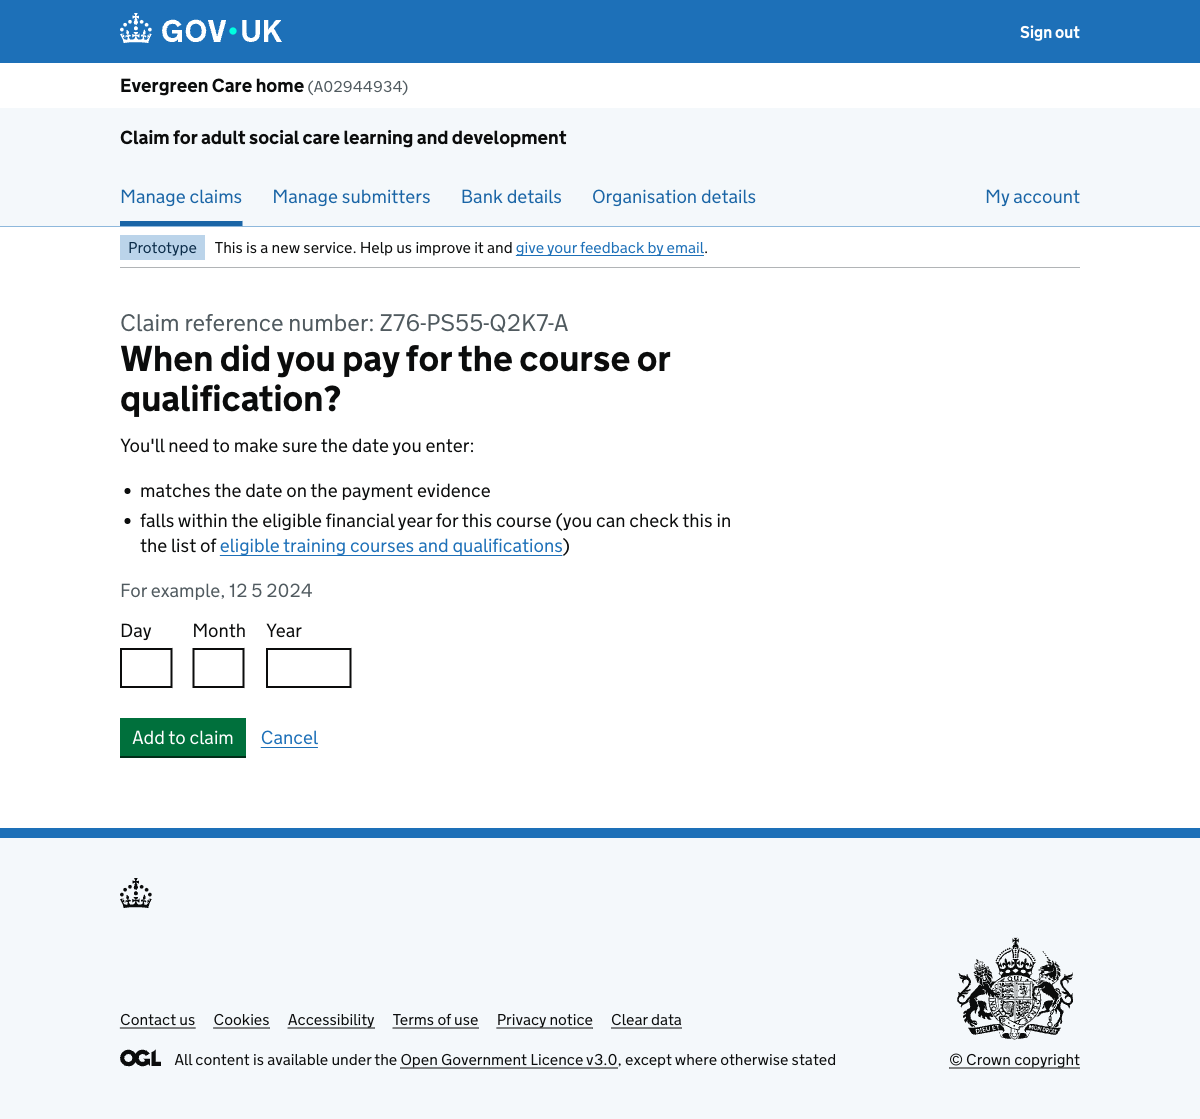 GOV•UK
Sign out
Evergreen Care home (A02944934)
Claim for adult social care learning and development
Manage claims Manage submitters Bank details Organisation details My account
Prototype This is a new service. Help us improve it and give your feedback by email.
Claim reference number: Z76-PS55-Q2K7-A
When did you pay for the course or
qualification?
You'll need to make sure the date you enter:
• matches the date on the payment evidence
• falls within the eligible financial year for this course (you can check this in
the list of eligible training courses and qualifications)
For example, 12 5 2024
Day Month Year
Add to claim Cancel
Contact us Cookies Accessibility Terms of use Privacy notice Clear data
OGL All content is available under the Open Government Licence v3.0, except where otherwise stated
© Crown copyright